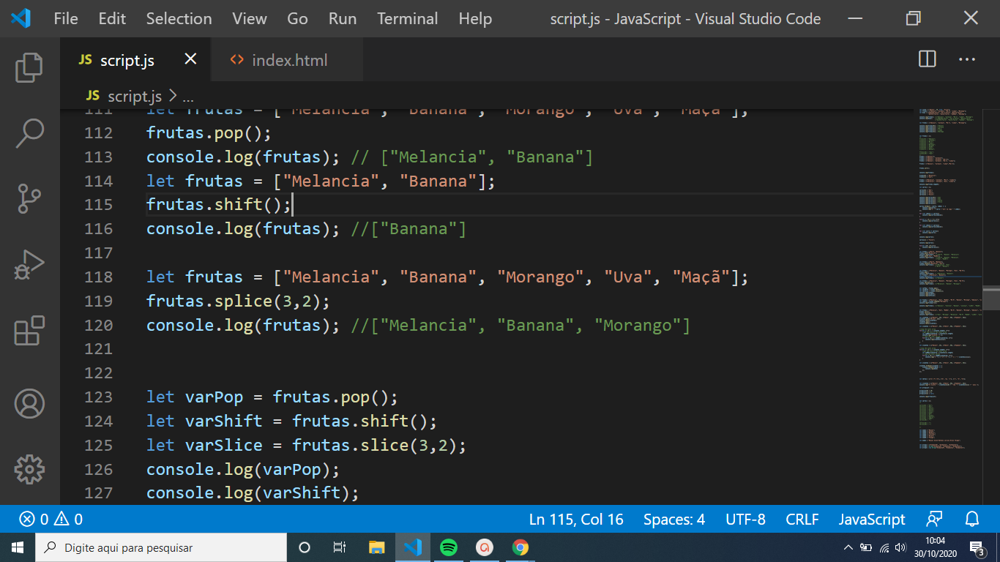 File Edit Selection View Go Run Terminal Help script.js - JavaScript - Visual Studio Code
JS script.js index.html
JS script.js > ...
111 let frutas = ["Melancia", "Banana", "Morango", "Uva", "Maçã"];
112 frutas.pop();
113 console.log(frutas); // ["Melancia", "Banana"]
114 let frutas = ["Melancia", "Banana"];
115 frutas.shift();
116 console.log(frutas); //["Banana"]
117
118 let frutas = ["Melancia", "Banana", "Morango", "Uva", "Maçã"];
119 frutas.splice(3,2);
120 console.log(frutas); //["Melancia", "Banana", "Morango"]
121
122
123 let varPop = frutas.pop();
124 let varShift = frutas.shift();
125 let varSlice = frutas.slice(3,2);
126 console.log(varPop);
127 console.log(varShift);
0 0 Ln 115, Col 16 Spaces: 4 UTF-8 CRLF JavaScript
Digite aqui para pesquisar
10:04
30/10/2020
3